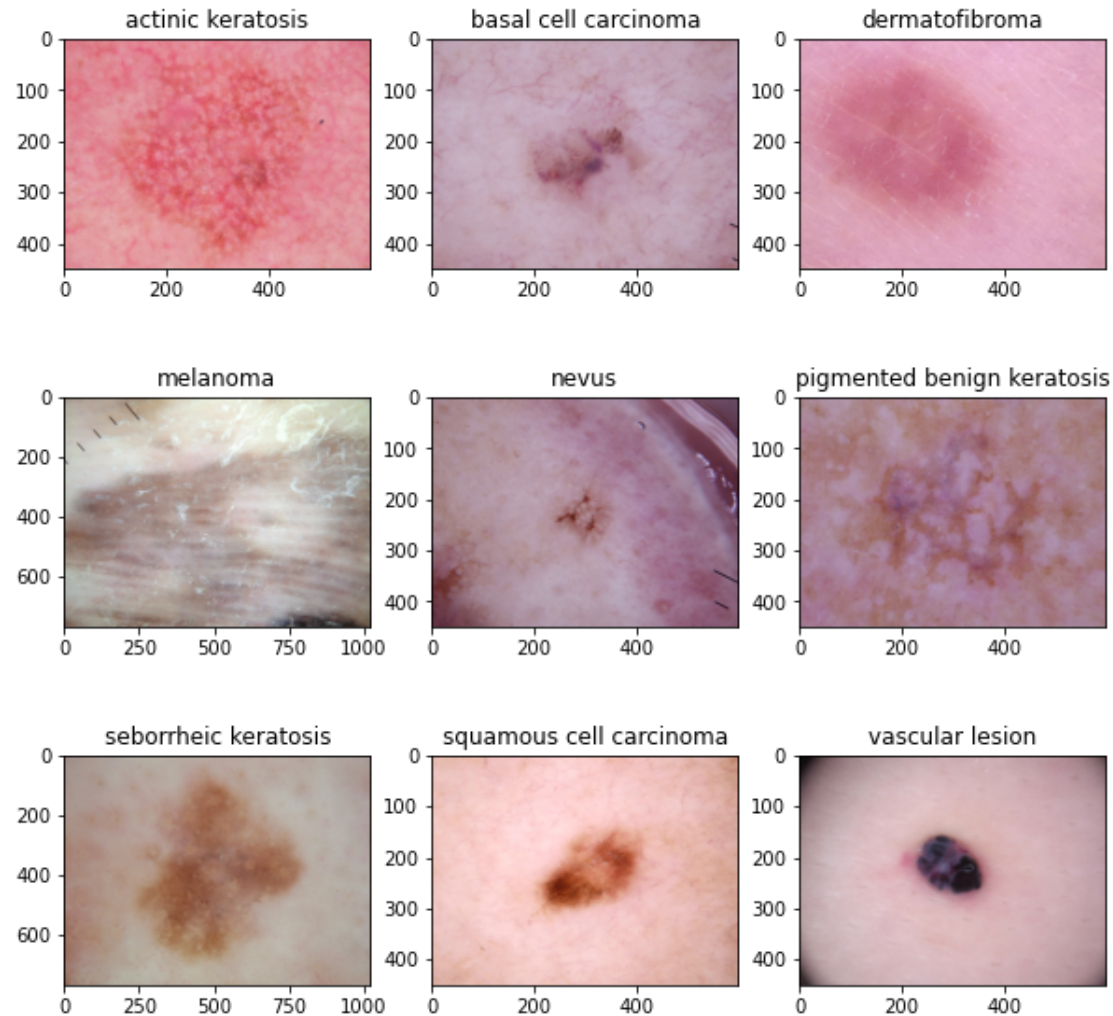 actinic keratosis basal cell carcinoma dermatofibroma
0 0 0
100 100 100
200 200 200
300 300 300
400 400 400
0 200 400 0 200 400 0 200 400
melanoma nevus pigmented benign keratosis
0 0 0
100 100
200 200 200
300 300
400 400 400
600
0 250 500 750 1000 0 200 400 0 200 400
seborrheic keratosis squamous cell carcinoma vascular lesion
0 0 0
100 100
200 200 200
300 300
400 400 400
600
0 250 500 750 1000 0 200 400 0 200 400